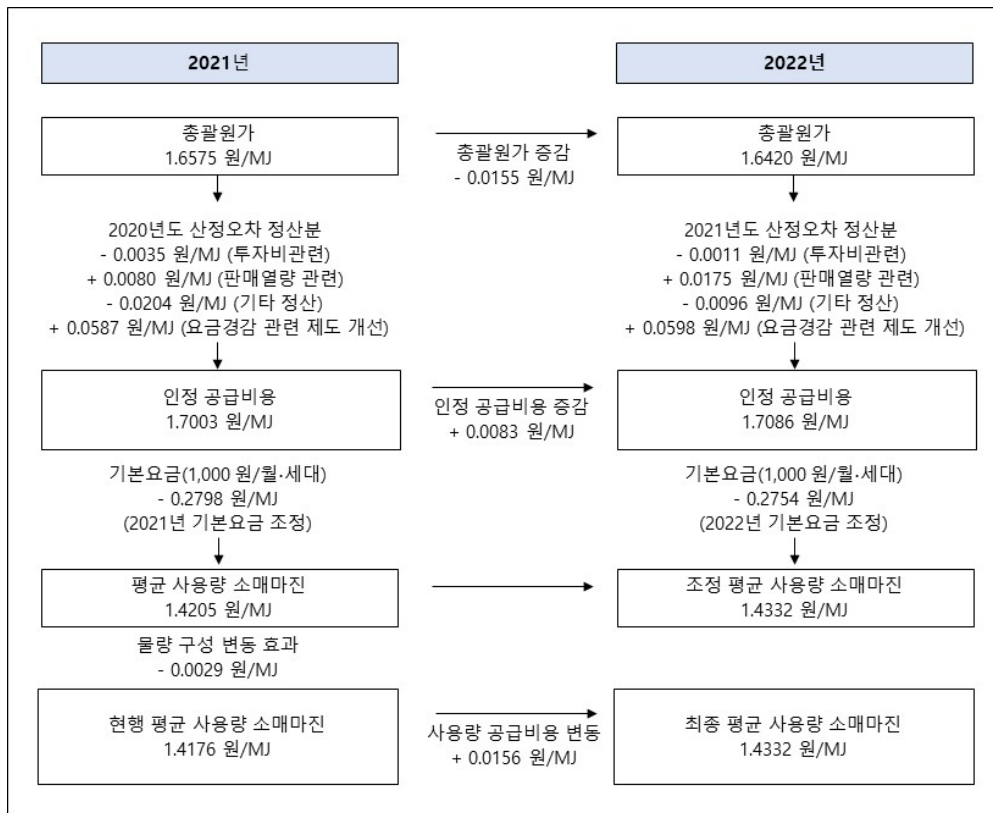 2021년
2022년
총괄원가
1.6575 원/MJ
총괄원가 증감
- 0.0155 원/MJ
총괄원가
1.6420 원/MJ
2020년도 산정오차 정산분
- 0.0035 원/MJ (투자비관련)
+ 0.0080 원/MJ (판매열량 관련)
- 0.0204 원/MJ (기타 정산)
+ 0.0587 원/MJ (요금경감 관련 제도 개선)
2021년도 산정오차 정산분
- 0.0011 원/MJ (투자비관련)
+ 0.0175 원/MJ (판매열량 관련)
- 0.0096 원/MJ (기타 정산)
+ 0.0598 원/MJ (요금경감 관련 제도 개선)
인정 공급비용
1.7003 원/MJ
인정 공급비용 증감
+ 0.0083 원/MJ
인정 공급비용
1.7086 원/MJ
기본요금(1,000 원/월·세대)
- 0.2798 원/MJ
(2021년 기본요금 조정)
기본요금(1,000 원/월·세대)
- 0.2754 원/MJ
(2022년 기본요금 조정)
평균 사용량 소매마진
1.4205 원/MJ
조정 평균 사용량 소매마진
1.4332 원/MJ
물량 구성 변동 효과
- 0.0029 원/MJ
현행 평균 사용량 소매마진
1.4176 원/MJ
사용량 공급비용 변동
+ 0.0156 원/MJ
최종 평균 사용량 소매마진
1.4332 원/MJ